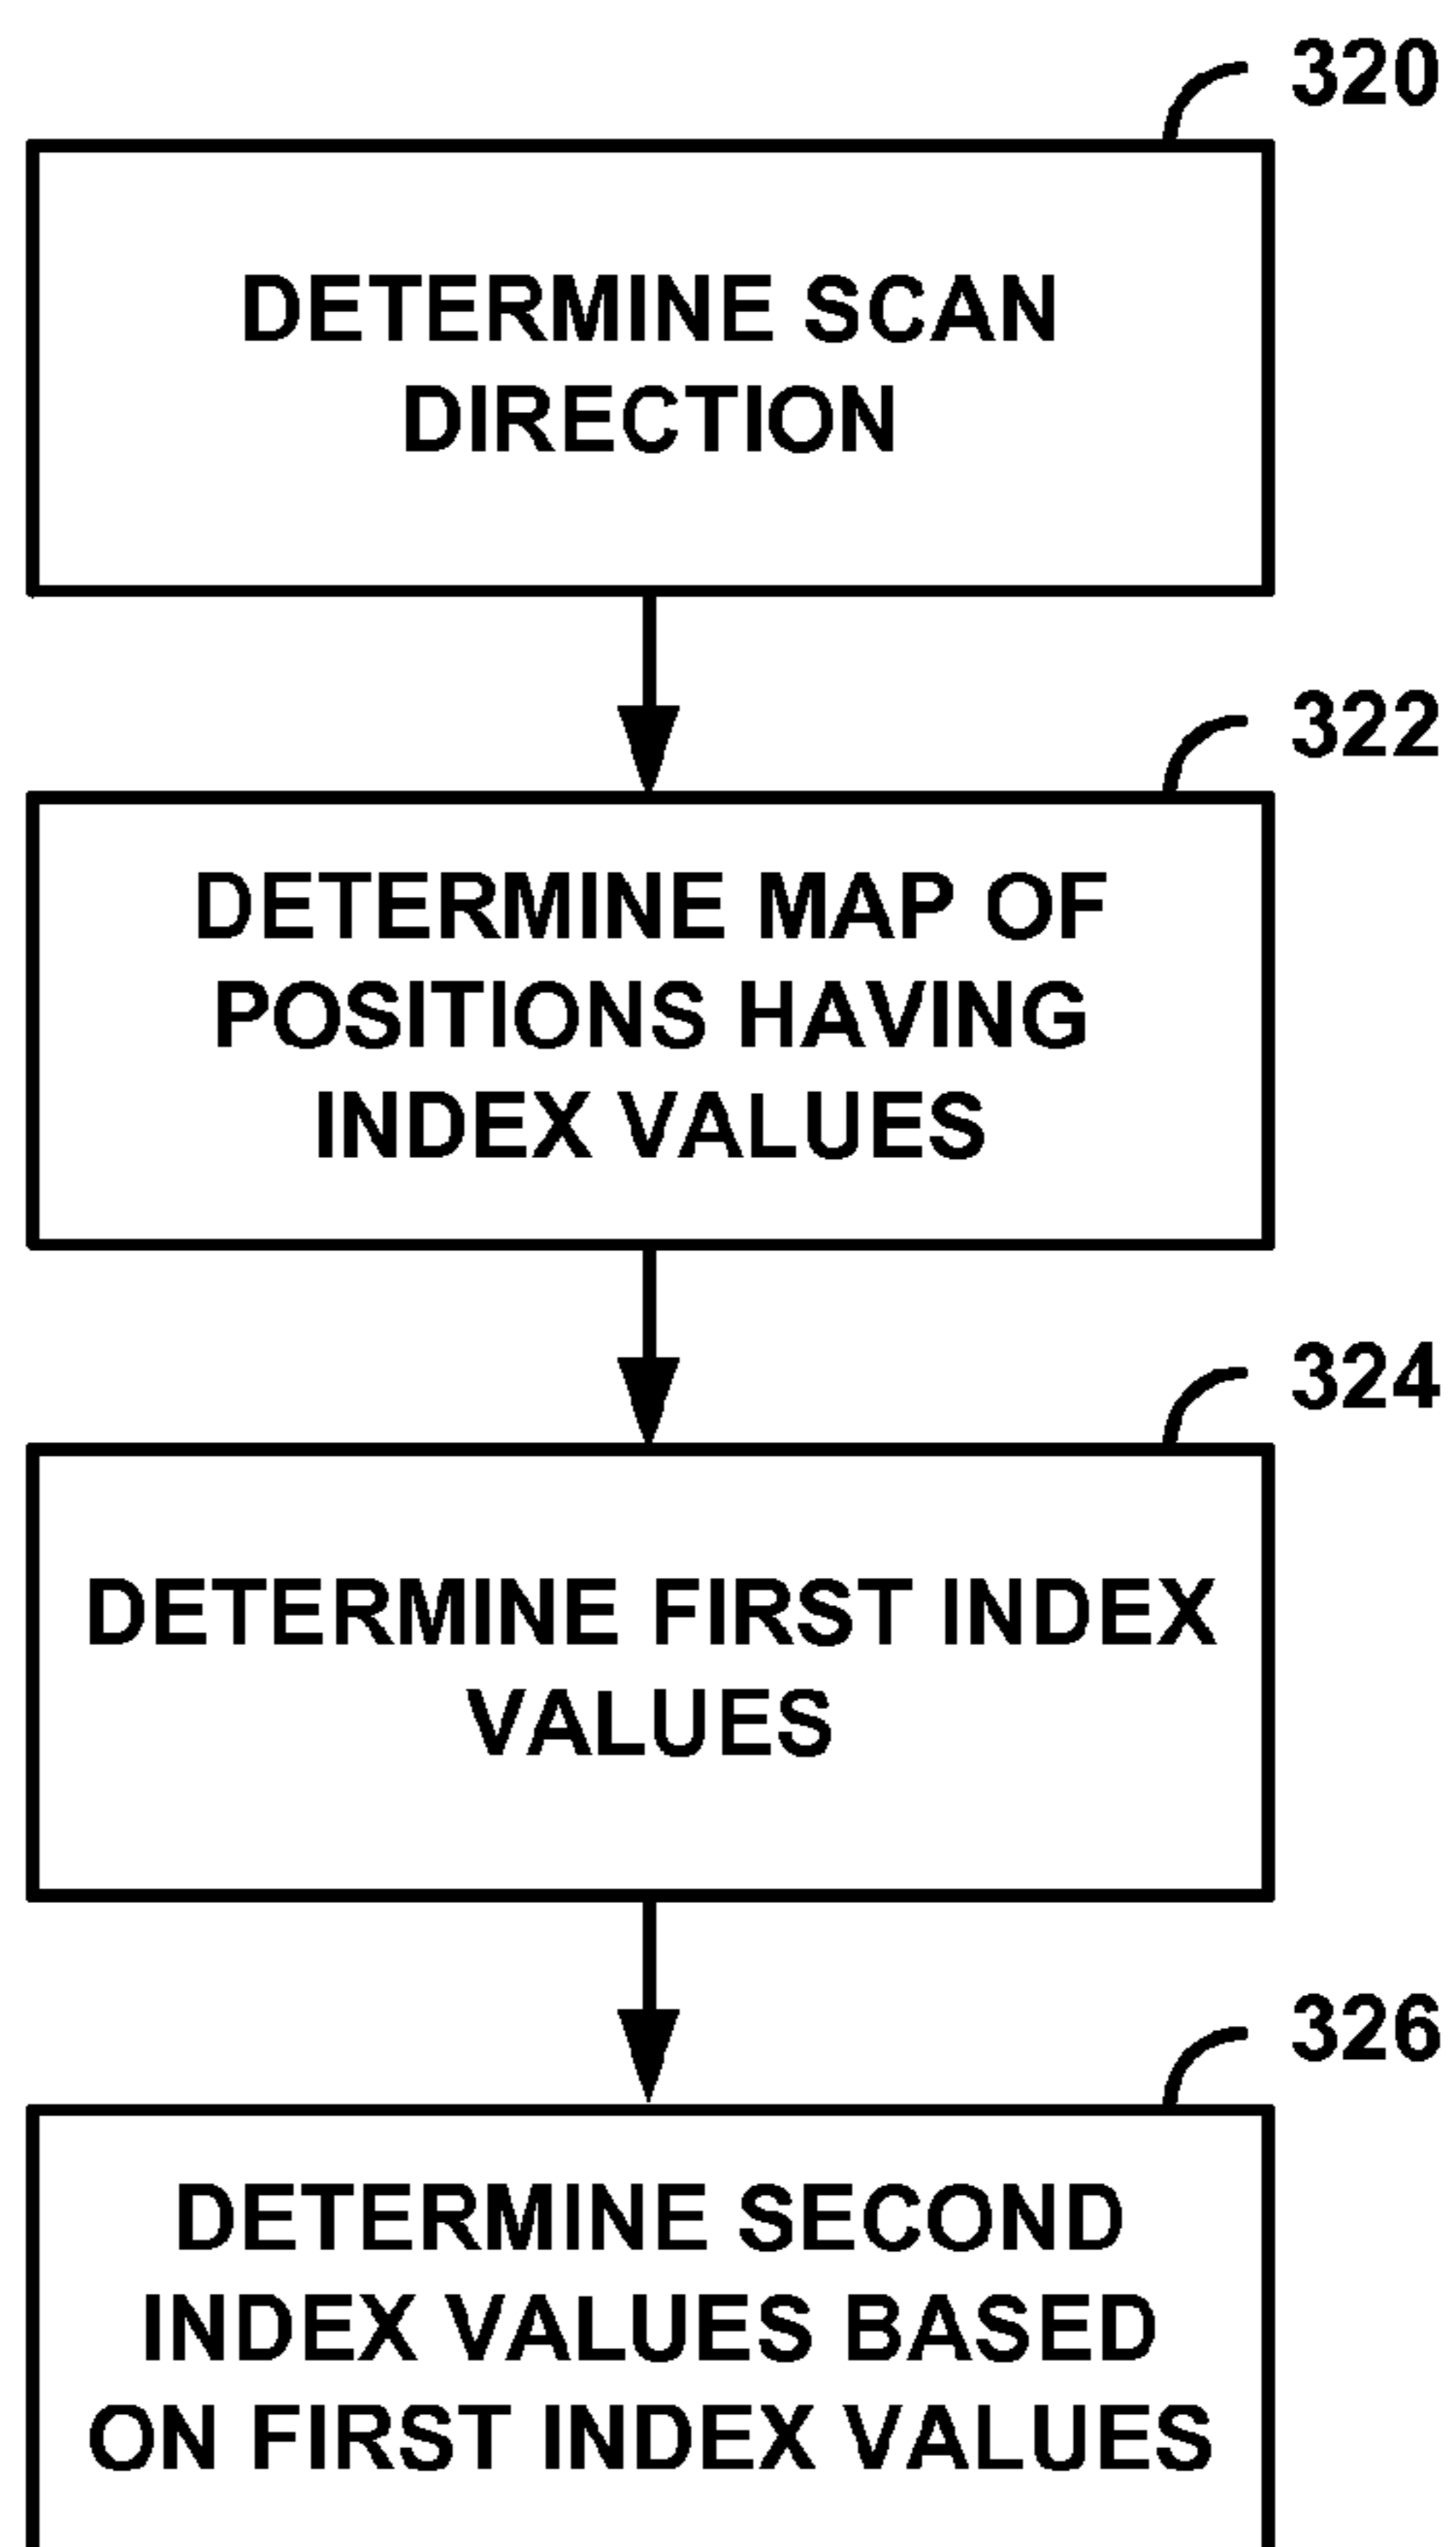 320
DETERMINE SCAN
DIRECTION
322
DETERMINE MAP OF
POSITIONS HAVING
INDEX VALUES
324
DETERMINE FIRST INDEX
VALUES
326
DETERMINE SECOND
INDEX VALUES BASED
ON FIRST INDEX VALUES